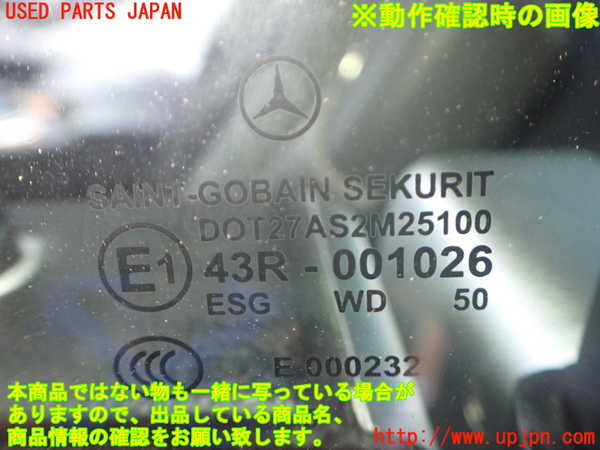 USED PARTS JAPAN
※動作確認時の画像
SAINT-GOBAIN SEKURIT
DOT27AS2M25100
E1 43R - 001026
ESG WD 50
CCC E 000232
本商品ではない物も一緒に写っている場合が
ありますので、出品している商品名、
商品情報の確認をお願い致します。
http://www.upjpn.com/